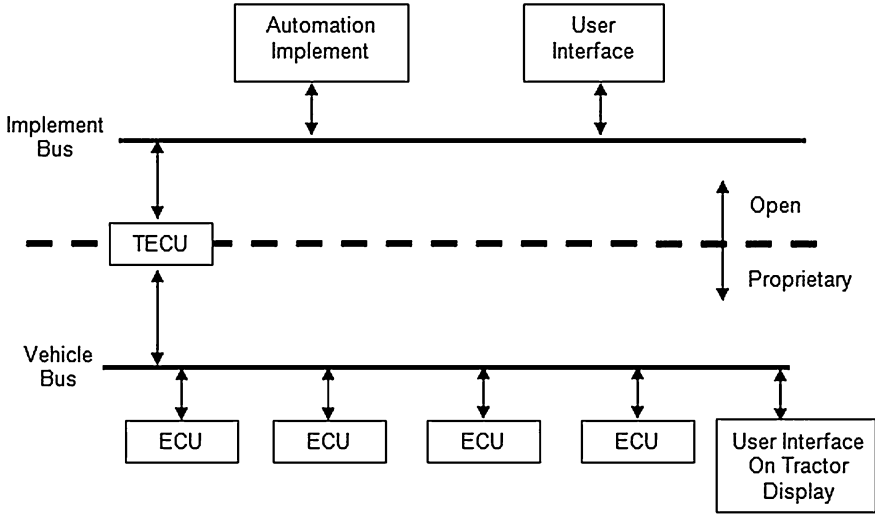 Automation
Implement
User
Interface
Implement
Bus
Open
TECU
Proprietary
Vehicle
Bus
ECU
ECU
ECU
ECU
User Interface
On Tractor
Display